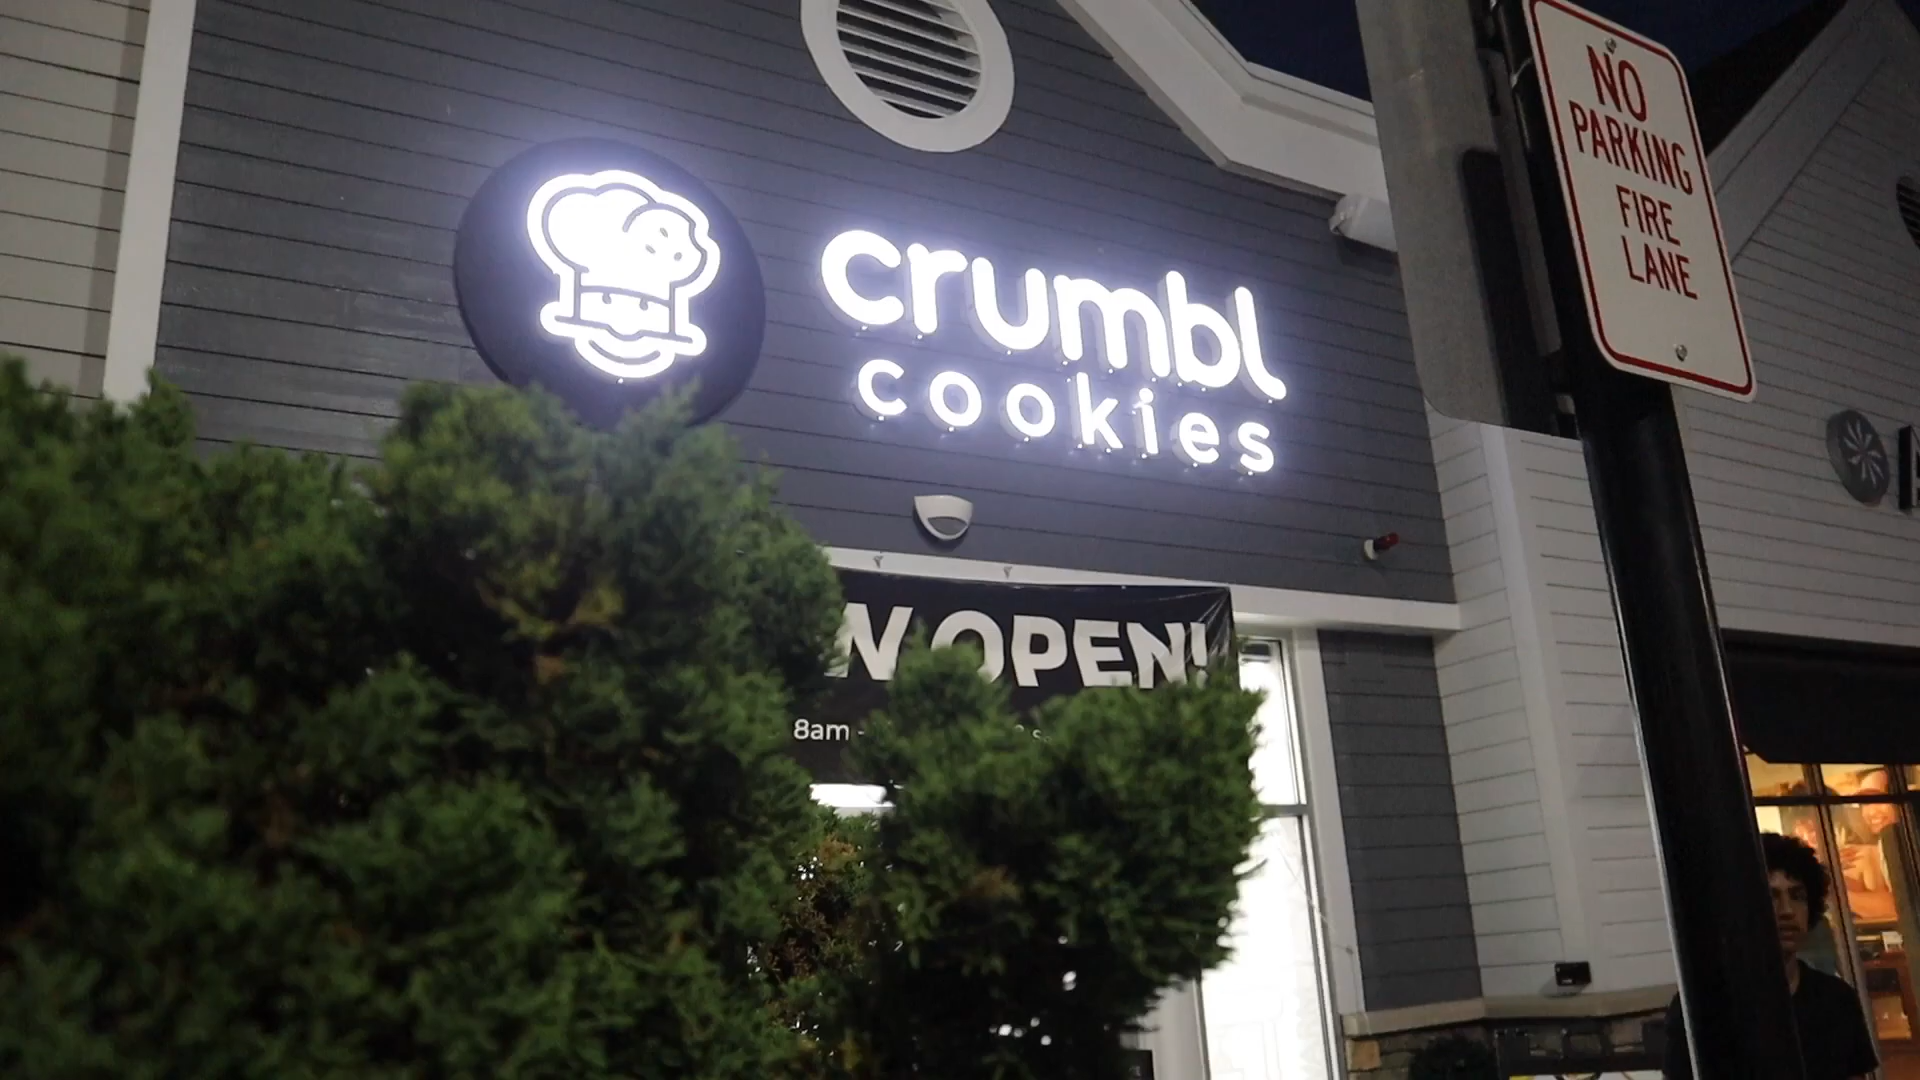 crumbl
cookies
OPEN!
8am -
NO
PARKING
FIRE
LANE